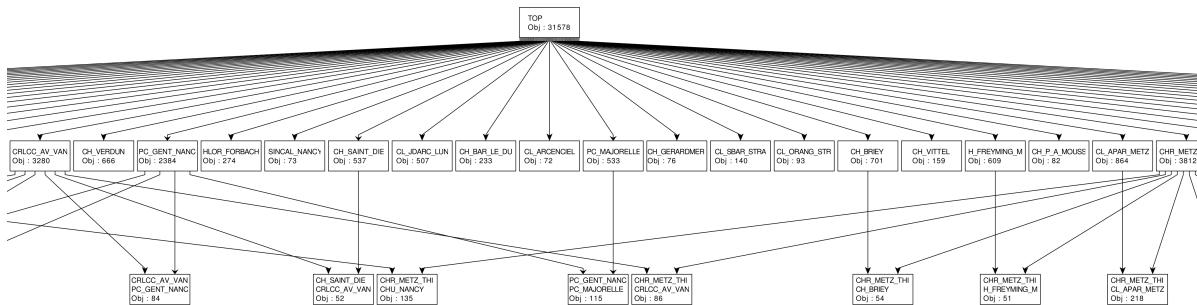 TOP
Obj : 31578
CRLCC_AV_VAN
Obj : 3280
CH_VERDUN
Obj : 666
PC_GENT_NANC
Obj : 2384
HLOR_FORBACH
Obj : 274
SINCAL_NANCY
Obj : 73
CH_SAINT_DIE
Obj : 537
CL_JDARC_LUN
Obj : 507
CH_BAR_LE_DU
Obj : 233
CL_ARCENCIEL
Obj : 72
PC_MAJORELLE
Obj : 533
CH_GERARDMER
Obj : 76
CL_SBAR_STRA
Obj : 140
CL_ORANG_STR
Obj : 93
CH_BRIEY
Obj : 701
CH_VITTEL
Obj : 159
H_FREYMING_M
Obj : 609
CH_P_A_MOUSS
Obj : 82
CL_APAR_METZ
Obj : 864
CHR_METZ
Obj : 3812
CRLCC_AV_VAN
PC_GENT_NANC
Obj : 84
CH_SAINT_DIE
CRLCC_AV_VAN
Obj : 52
CHR_METZ_THI
CHU_NANCY
Obj : 135
PC_GENT_NANC
PC_MAJORELLE
Obj : 115
CHR_METZ_THI
CRLCC_AV_VAN
Obj : 86
CHR_METZ_THI
CH_BRIEY
Obj : 54
CHR_METZ_THI
H_FREYMING_M
Obj : 51
CHR_METZ_THI
CL_APAR_METZ
Obj : 218